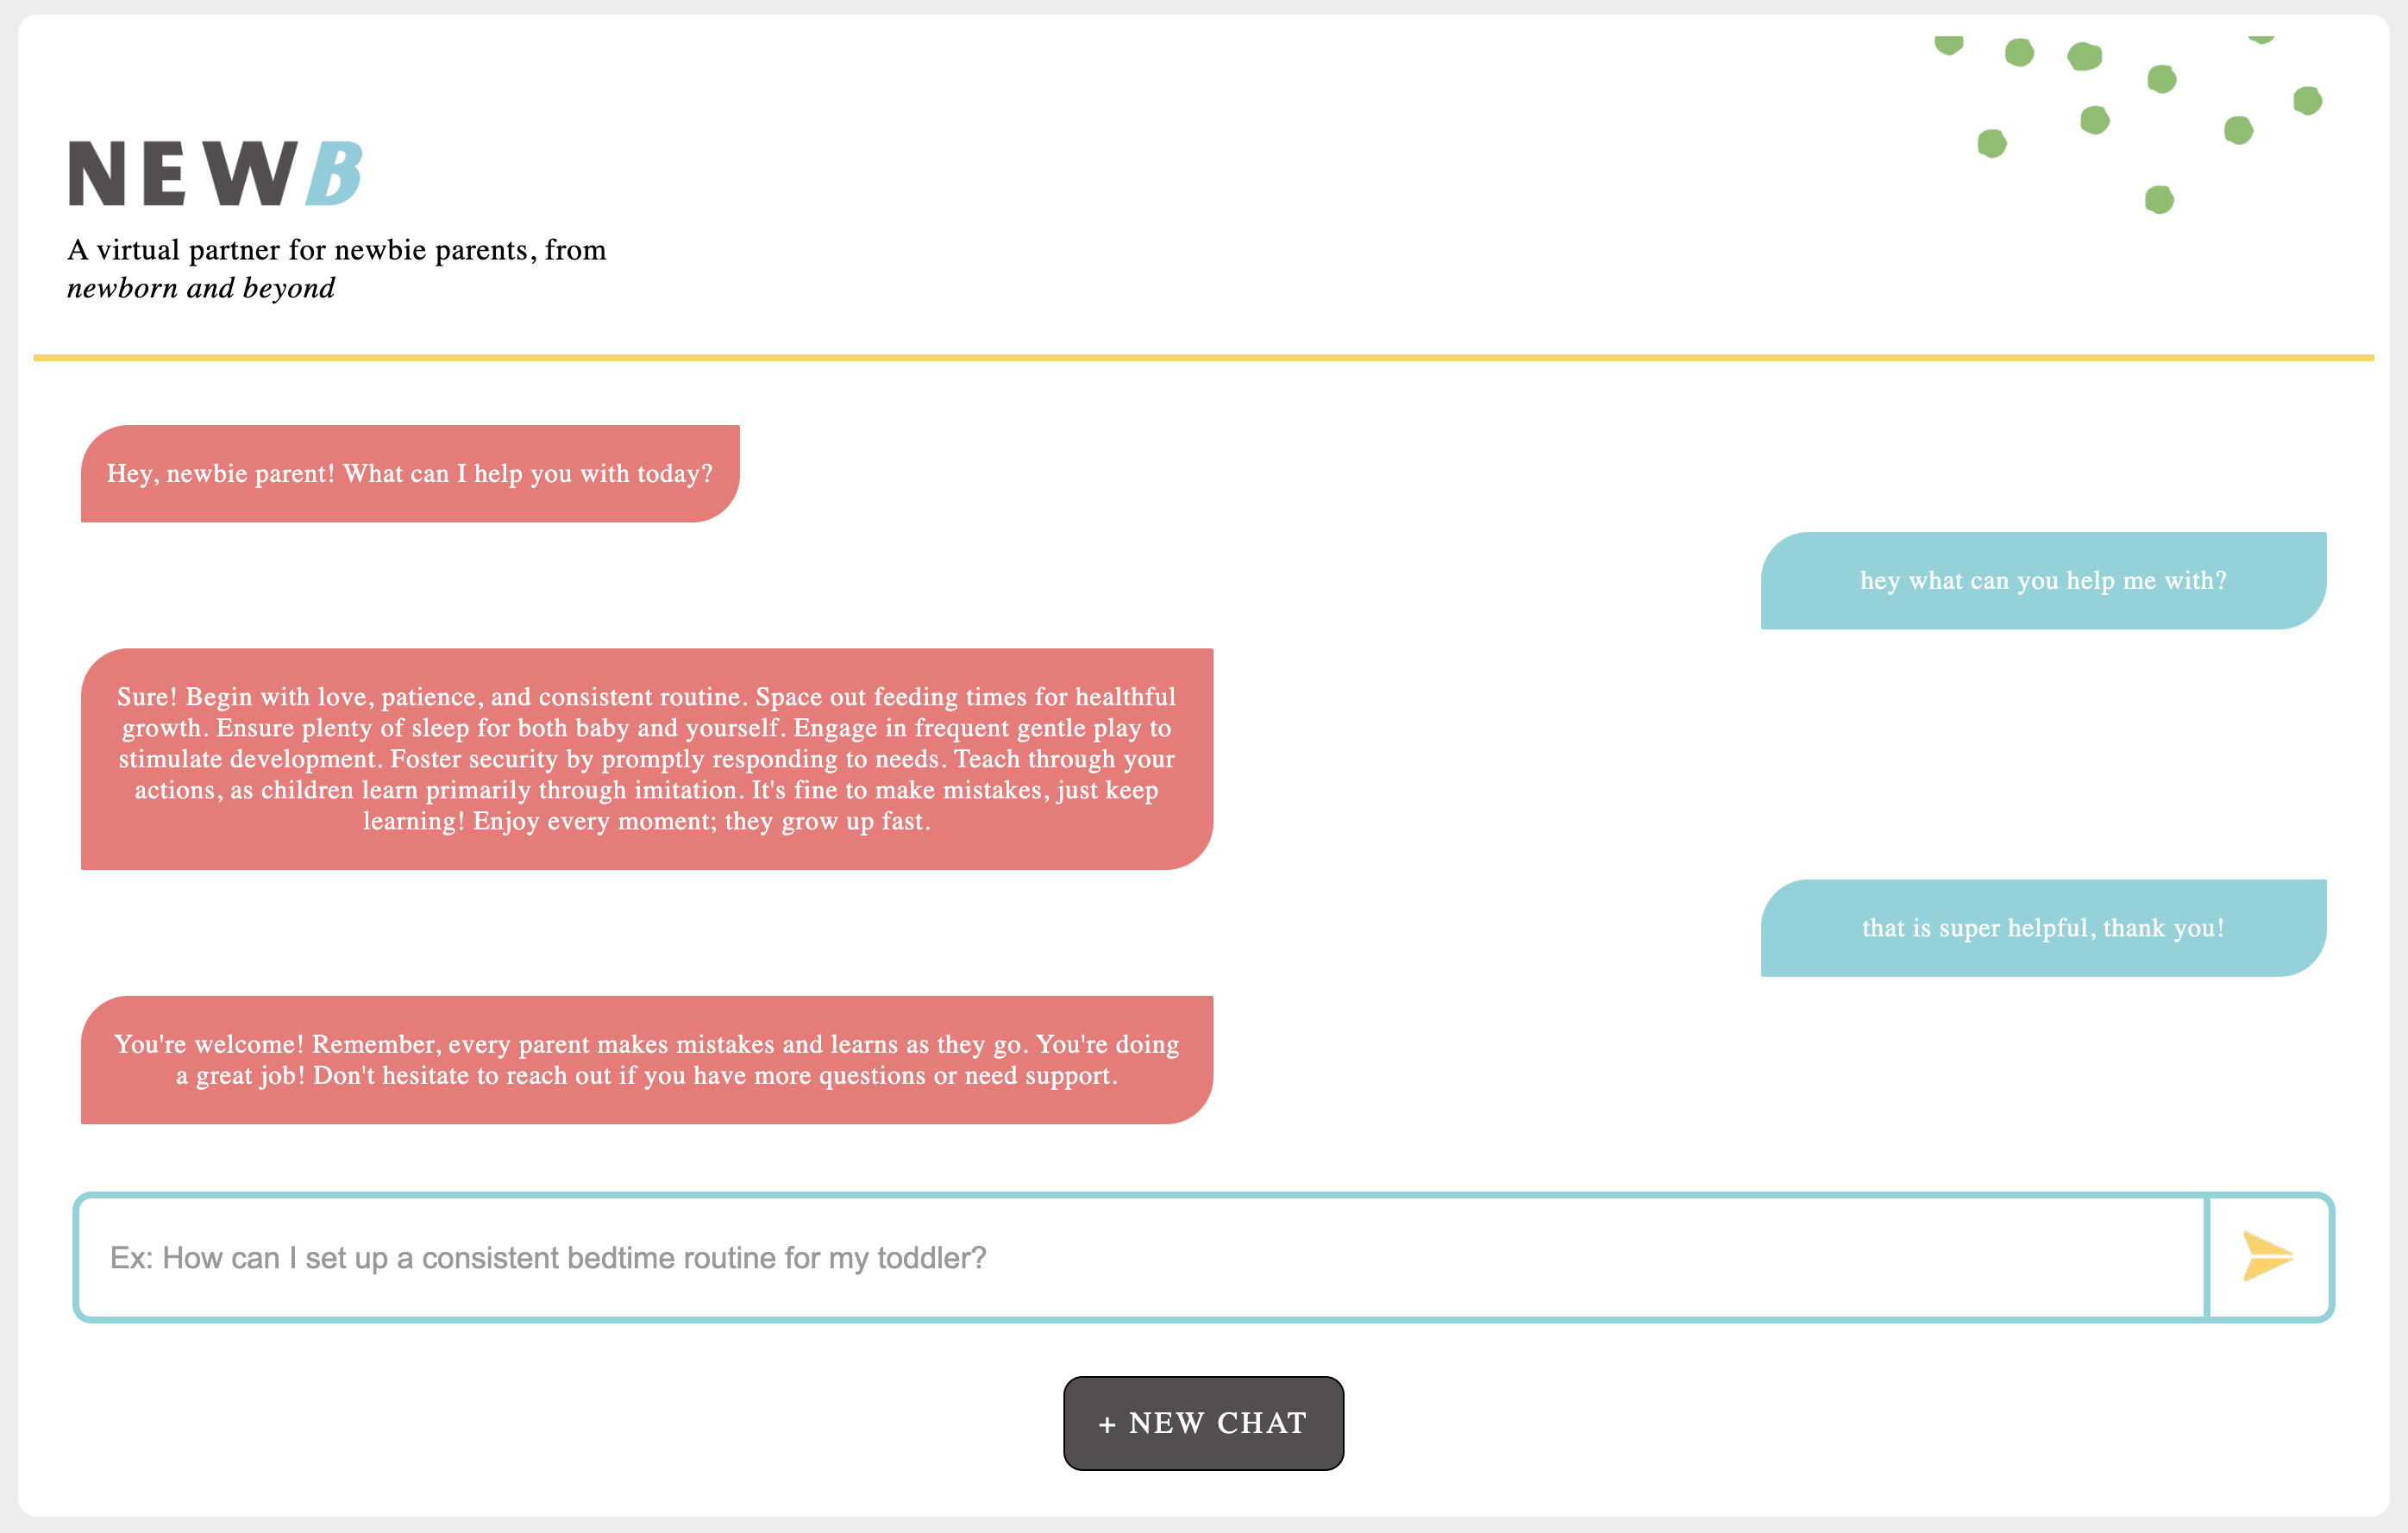 NEWB
A virtual partner for newbie parents, from
newborn and beyond
Hey, newbie parent! What can I help you with today?
hey what can you help me with?
Sure! Begin with love, patience, and consistent routine. Space out feeding times for healthful
growth. Ensure plenty of sleep for both baby and yourself. Engage in frequent gentle play to
stimulate development. Foster security by promptly responding to needs. Teach through your
actions, as children learn primarily through imitation. It's fine to make mistakes, just keep
learning! Enjoy every moment; they grow up fast.
that is super helpful, thank you!
You're welcome! Remember, every parent makes mistakes and learns as they go. You're doing
a great job! Don't hesitate to reach out if you have more questions or need support.
Ex: How can I set up a consistent bedtime routine for my toddler?
+ NEW CHAT